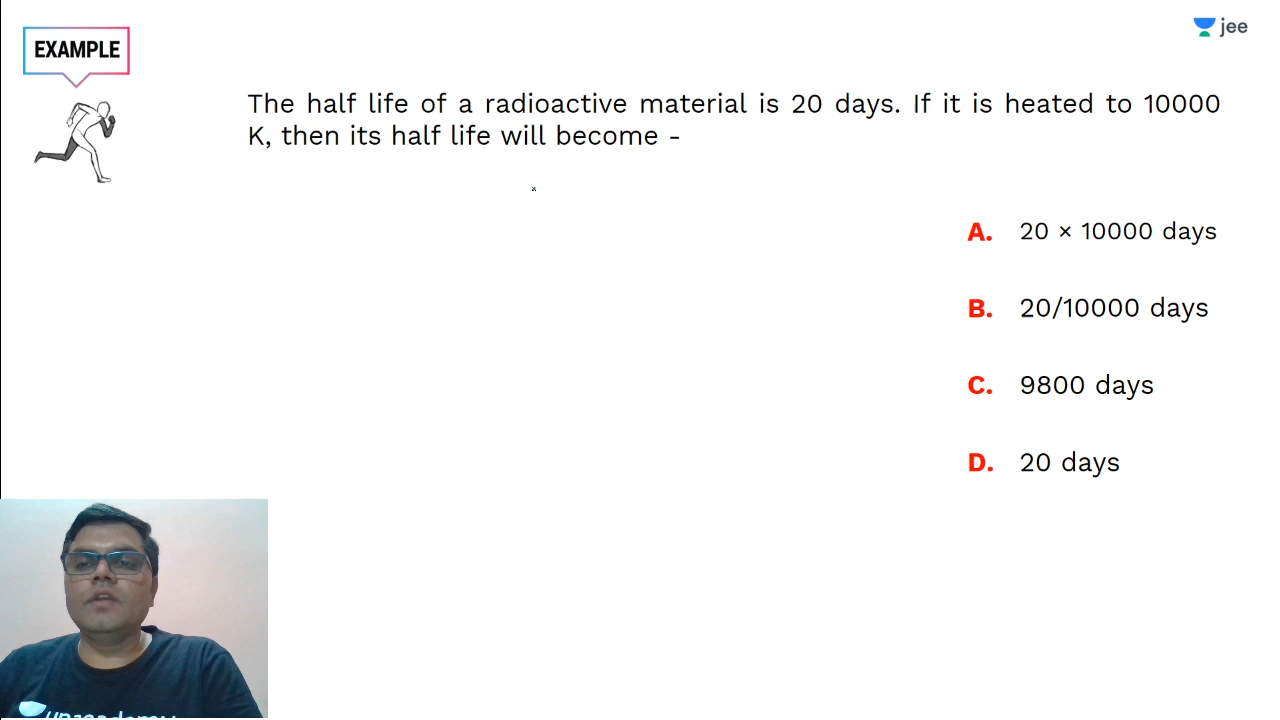 EXAMPLE
jee
The half life of a radioactive material is 20 days. If it is heated to 10000
K, then its half life will become -
A. 20 × 10000 days
B. 20/10000 days
C. 9800 days
D. 20 days